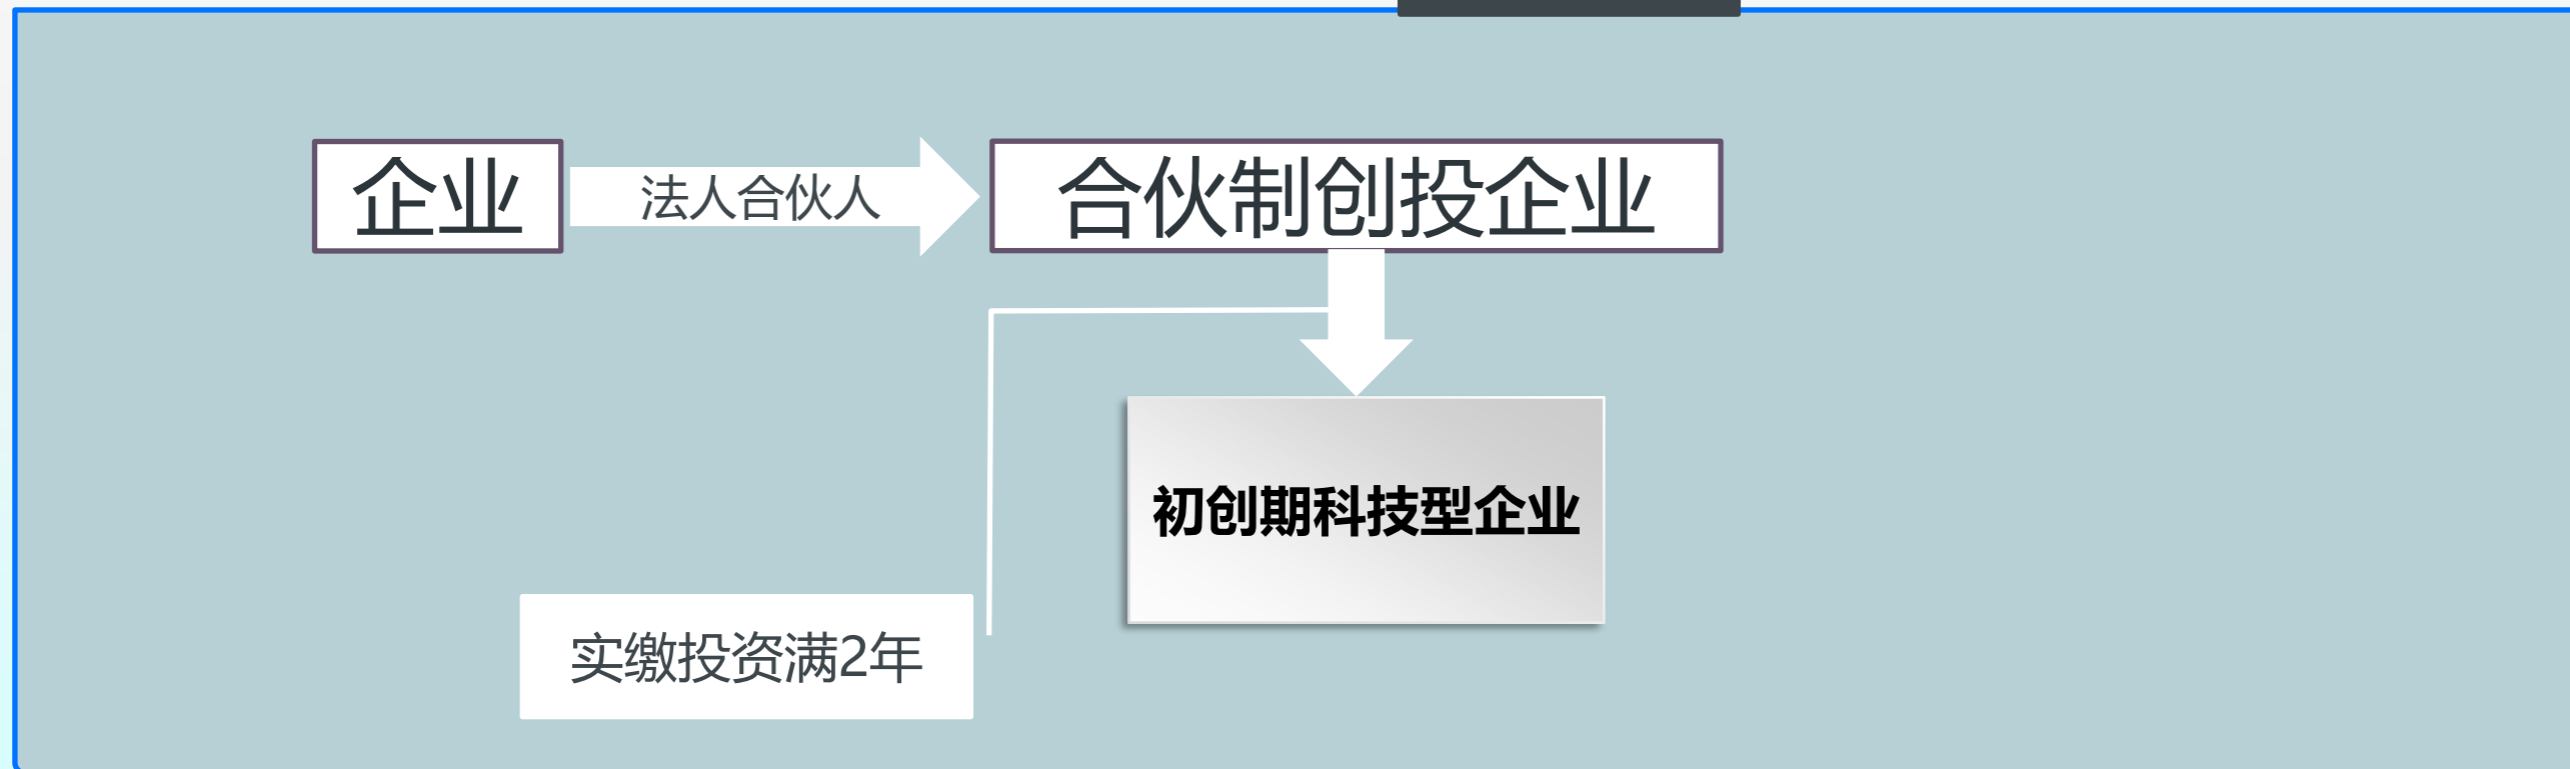 企业
法人合伙人
合伙制创投企业
初创期科技型企业
实缴投资满2年